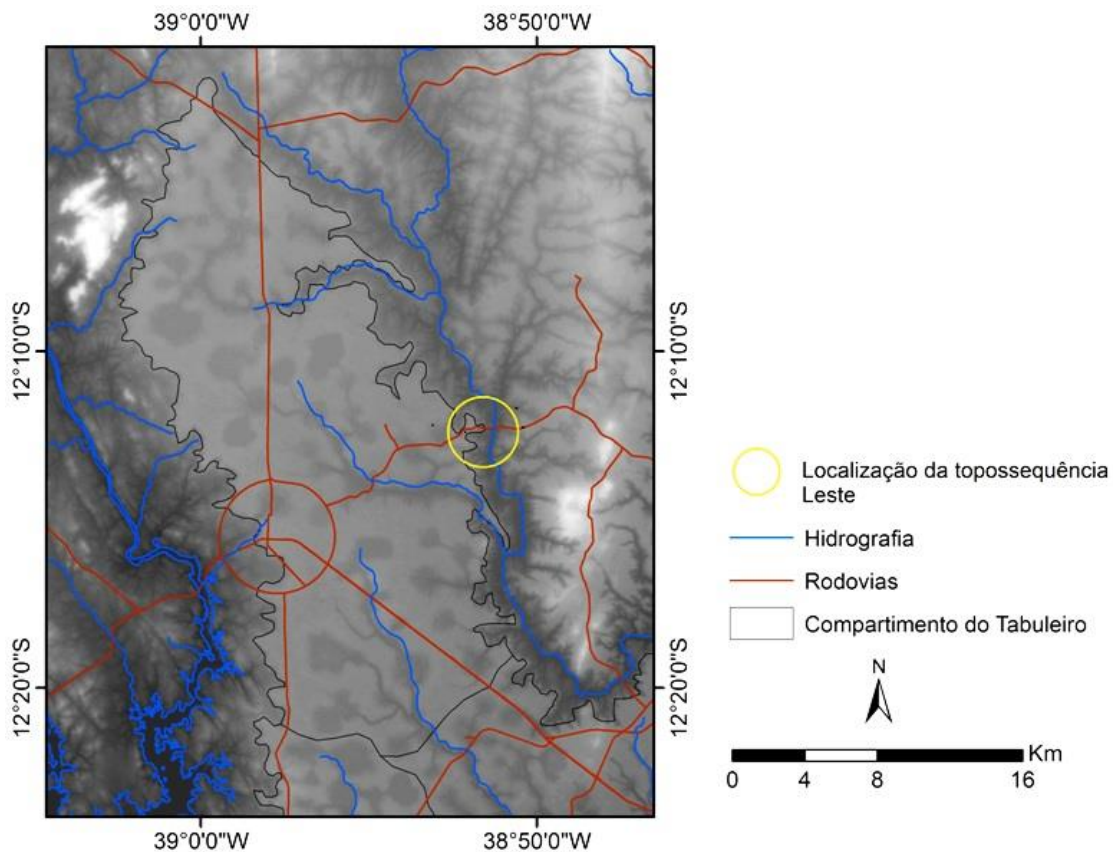 39°0'0"W
38°50'0"W
12°10'0"S
12°10'0"S
12°20'0"S
12°20'0"S
39°0'0"W
38°50'0"W
Localização da topossequência
Leste
Hidrografia
Rodovias
Compartimento do Tabuleiro
N
Km
0 4 8 16